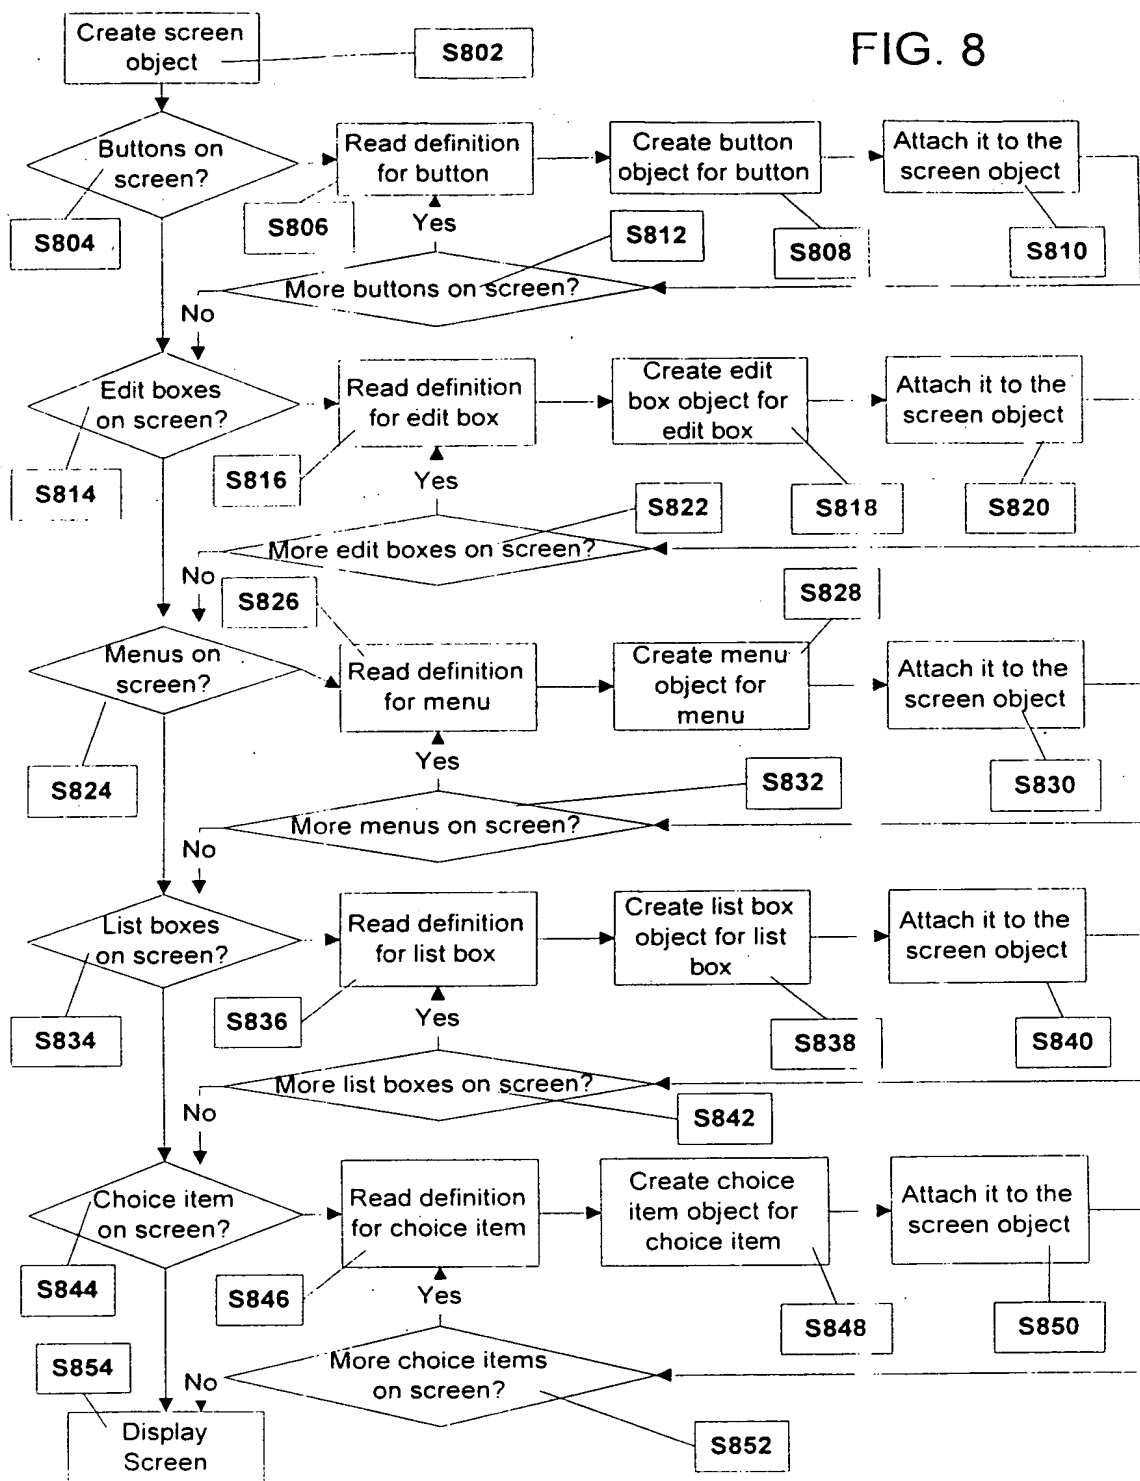 FIG. 8
Create screen
object
S802
Buttons on
screen?
S804
Read definition
for button
S806
Create button
object for button
S808
Attach it to the
screen object
S810
Yes
S812
More buttons on screen?
No
Edit boxes
on screen?
S814
Read definition
for edit box
S816
Create edit
box object for
edit box
S818
Attach it to the
screen object
S820
Yes
S822
More edit boxes on screen?
No
Menus on
screen?
S824
S826
Read definition
for menu
S828
Create menu
object for
menu
Attach it to the
screen object
S830
Yes
S832
More menus on screen?
No
List boxes
on screen?
S834
Read definition
for list box
S836
Create list box
object for list
box
S838
Attach it to the
screen object
S840
Yes
More list boxes on screen?
S842
No
Choice item
on screen?
S844
Read definition
for choice item
S846
Create choice
item object for
choice item
S848
Attach it to the
screen object
S850
Yes
More choice items
on screen?
S852
No
S854
Display
Screen